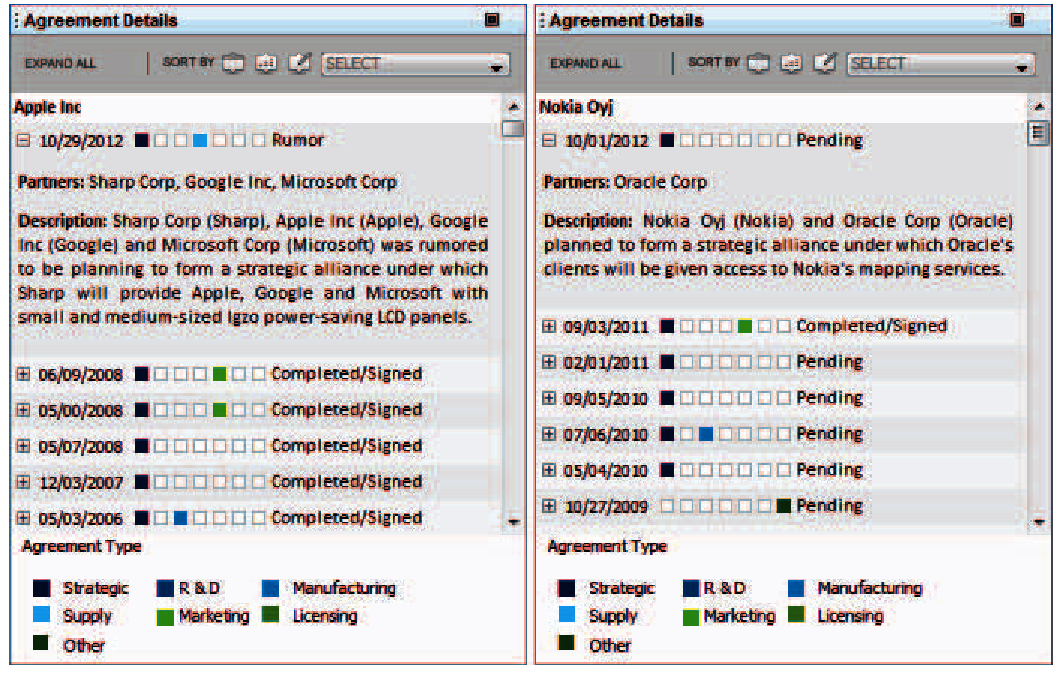 Agreement Details
EXPAND ALL SORT BY SELECT
Apple Inc
10/29/2012 Rumor
Partners: Sharp Corp, Google Inc, Microsoft Corp
Description: Sharp Corp (Sharp), Apple Inc (Apple), Google
Inc (Google) and Microsoft Corp (Microsoft) was rumored
to be planning to form a strategic alliance under which
Sharp will provide Apple, Google and Microsoft with
small and medium-sized Igzo power-saving LCD panels.
06/09/2008 Completed/Signed
05/00/2008 Completed/Signed
05/07/2008 Completed/Signed
12/03/2007 Completed/Signed
05/03/2006 Completed/Signed
Agreement Type
Strategic R & D Manufacturing
Supply Marketing Licensing
Other
Agreement Details
EXPAND ALL SORT BY SELECT
Nokia Oyj
10/01/2012 Pending
Partners: Oracle Corp
Description: Nokia Oyj (Nokia) and Oracle Corp (Oracle)
planned to form a strategic alliance under which Oracle's
clients will be given access to Nokia's mapping services.
09/03/2011 Completed/Signed
02/01/2011 Pending
09/05/2010 Pending
07/06/2010 Pending
05/04/2010 Pending
10/27/2009 Pending
Agreement Type
Strategic R & D Manufacturing
Supply Marketing Licensing
Other